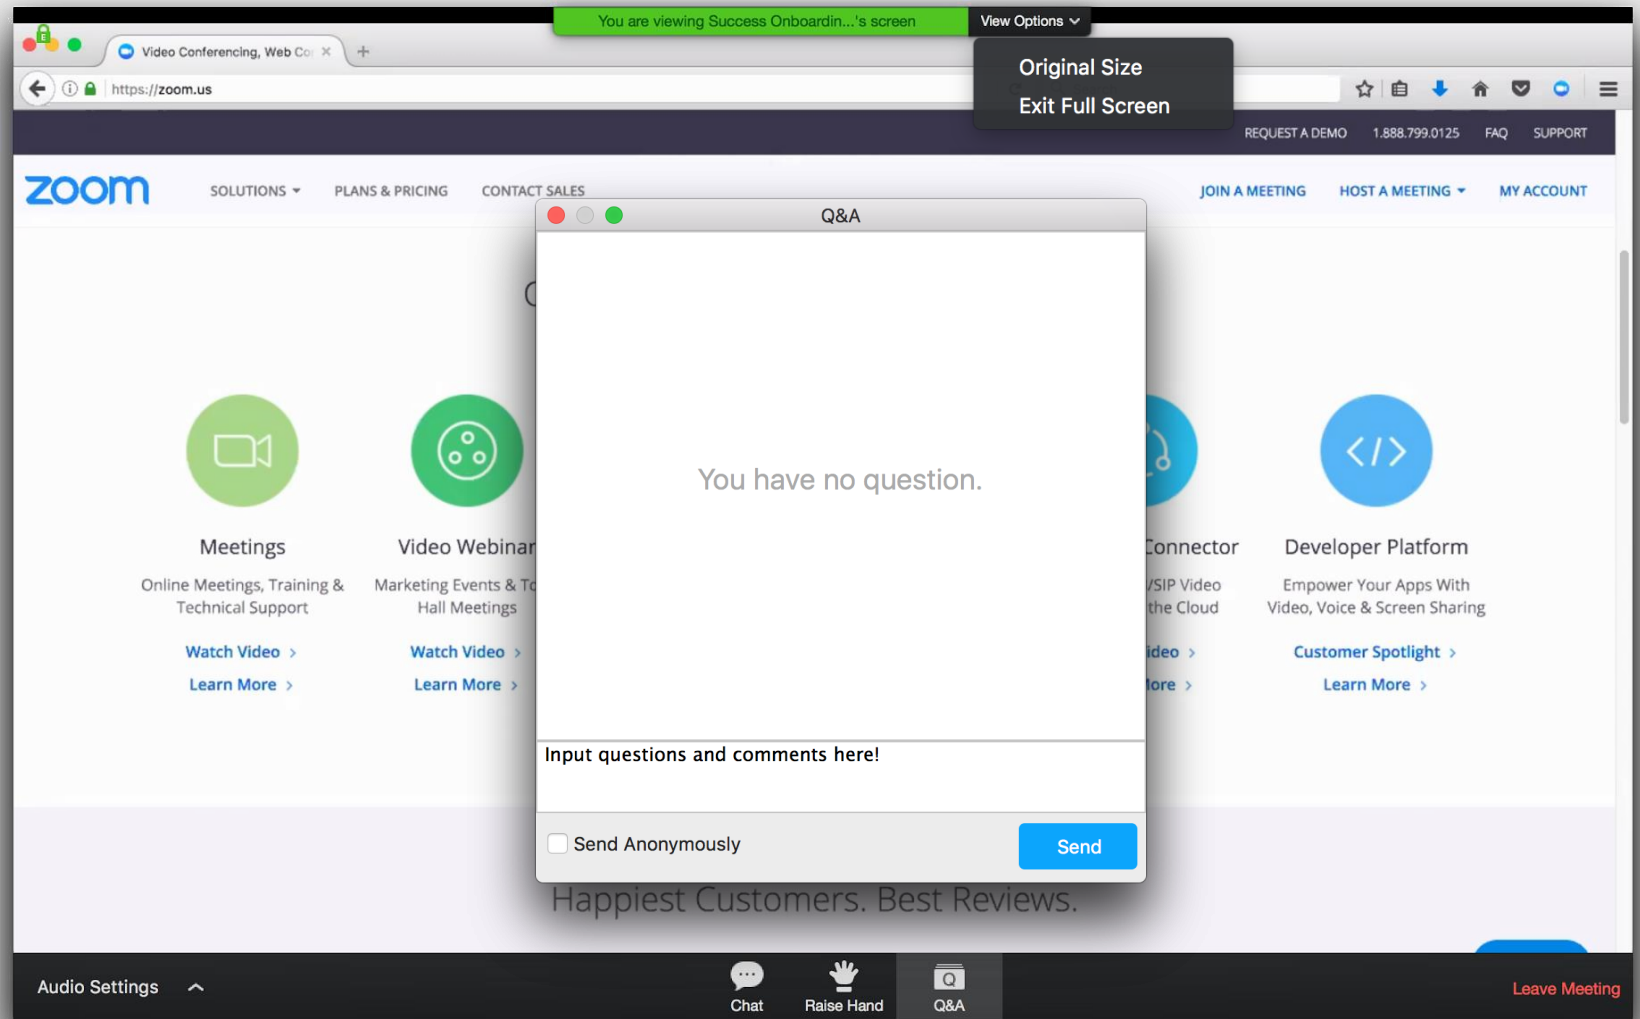 You are viewing Success Onboardin...'s screen
View Options
Original Size
Exit Full Screen
E
Video Conferencing, Web Co
https://zoom.us
REQUEST A DEMO 1.888.799.0125 FAQ SUPPORT
zoom
SOLUTIONS PLANS & PRICING CONTACT SALES
JOIN A MEETING HOST A MEETING MY ACCOUNT
Q&A
You have no question.
Meetings
Online Meetings, Training &
Technical Support
Watch Video
Learn More
Video Webinar
Marketing Events & To
Hall Meetings
Watch Video
Learn More
Connector
/SIP Video
the Cloud
ideo
ore
</>
Developer Platform
Empower Your Apps With
Video, Voice & Screen Sharing
Customer Spotlight
Learn More
Input questions and comments here!
Send Anonymously
Send
Happiest Customers. Best Reviews.
Audio Settings
Chat
Raise Hand
Q
Q&A
Leave Meeting